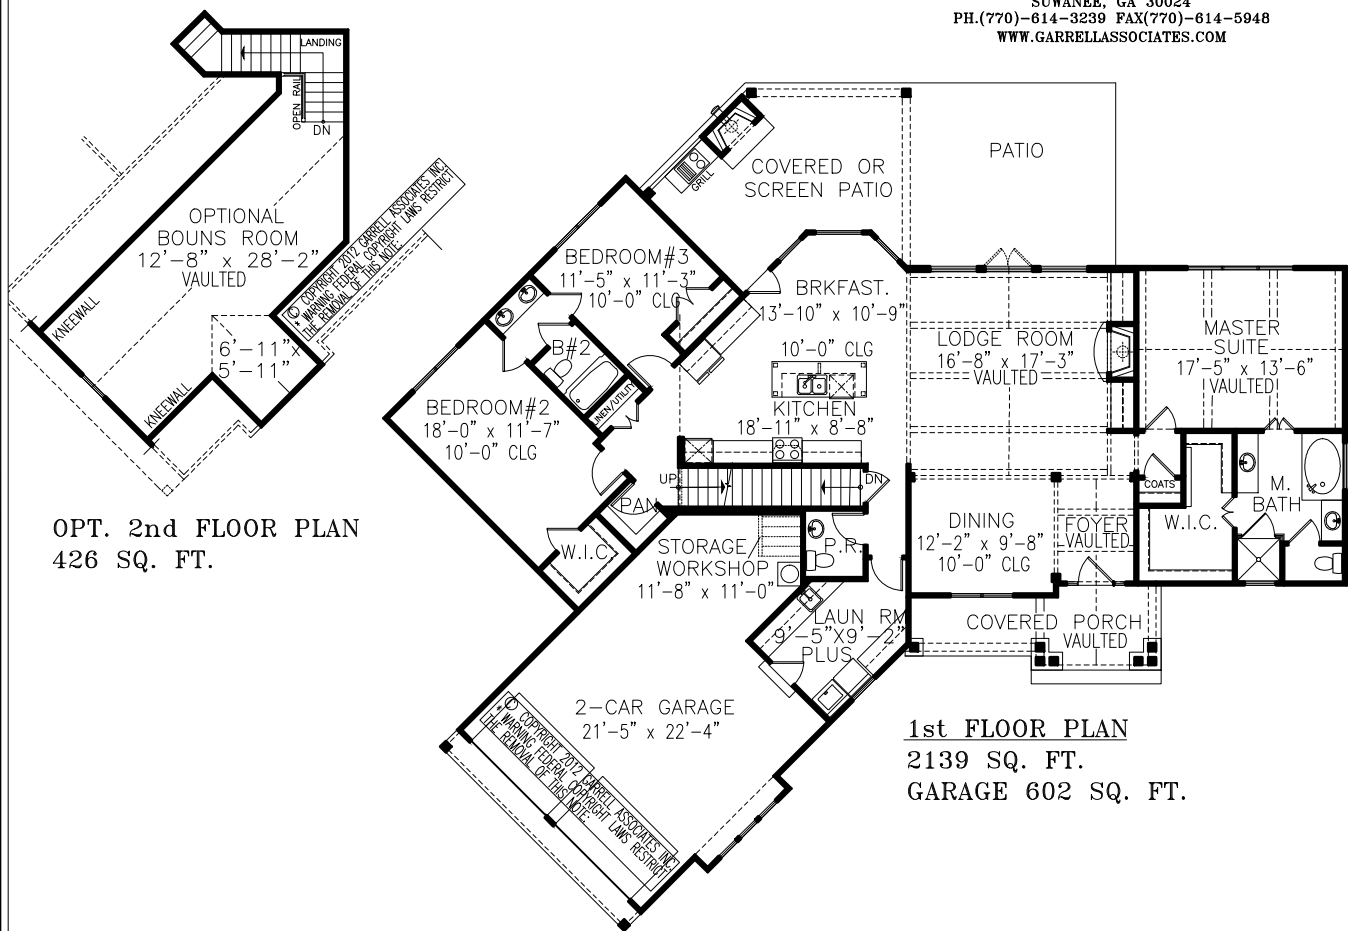 SUWANEE, GA 30024
PH.(770)-614-3239 FAX(770)-614-5948
WWW.GARRELLASSOCIATES.COM
LANDING
OPEN RAIL
DN
OPTIONAL
BOUNS ROOM
12'-8" x 28'-2"
VAULTED
KNEEWALL
KNEEWALL
6'-11"x
5'-11"
© COPYRIGHT 2012 GARRELL ASSOCIATES INC.
* WARNING FEDERAL COPYRIGHT LAWS RESTRICT
THE REMOVAL OF THIS NOTE:
OPT. 2nd FLOOR PLAN
426 SQ. FT.
COVERED OR
SCREEN PATIO
GRILL
PATIO
BEDROOM#3
11'-5" x 11'-3"
10'-0" CLG
BRKFAST.
13'-10" x 10'-9"
10'-0" CLG
LODGE ROOM
16'-8" x 17'-3"
VAULTED
MASTER
SUITE
17'-5" x 13'-6"
VAULTED
B#2
LINEN/UTILITY
BEDROOM#2
18'-0" x 11'-7"
10'-0" CLG
KITCHEN
18'-11" x 8'-8"
UP
DN
PAN.
W.I.C.
COATS
W.I.C.
M.
BATH
STORAGE/
WORKSHOP
11'-8" x 11'-0"
P.R.
DINING
12'-2" x 9'-8"
10'-0" CLG
FOYER
VAULTED
LAUN RM
9'-5"X9'-2"
PLUS
COVERED PORCH
VAULTED
2-CAR GARAGE
21'-5" x 22'-4"
© COPYRIGHT 2012 GARRELL ASSOCIATES INC.
* WARNING FEDERAL COPYRIGHT LAWS RESTRICT
THE REMOVAL OF THIS NOTE:
1st FLOOR PLAN
2139 SQ. FT.
GARAGE 602 SQ. FT.